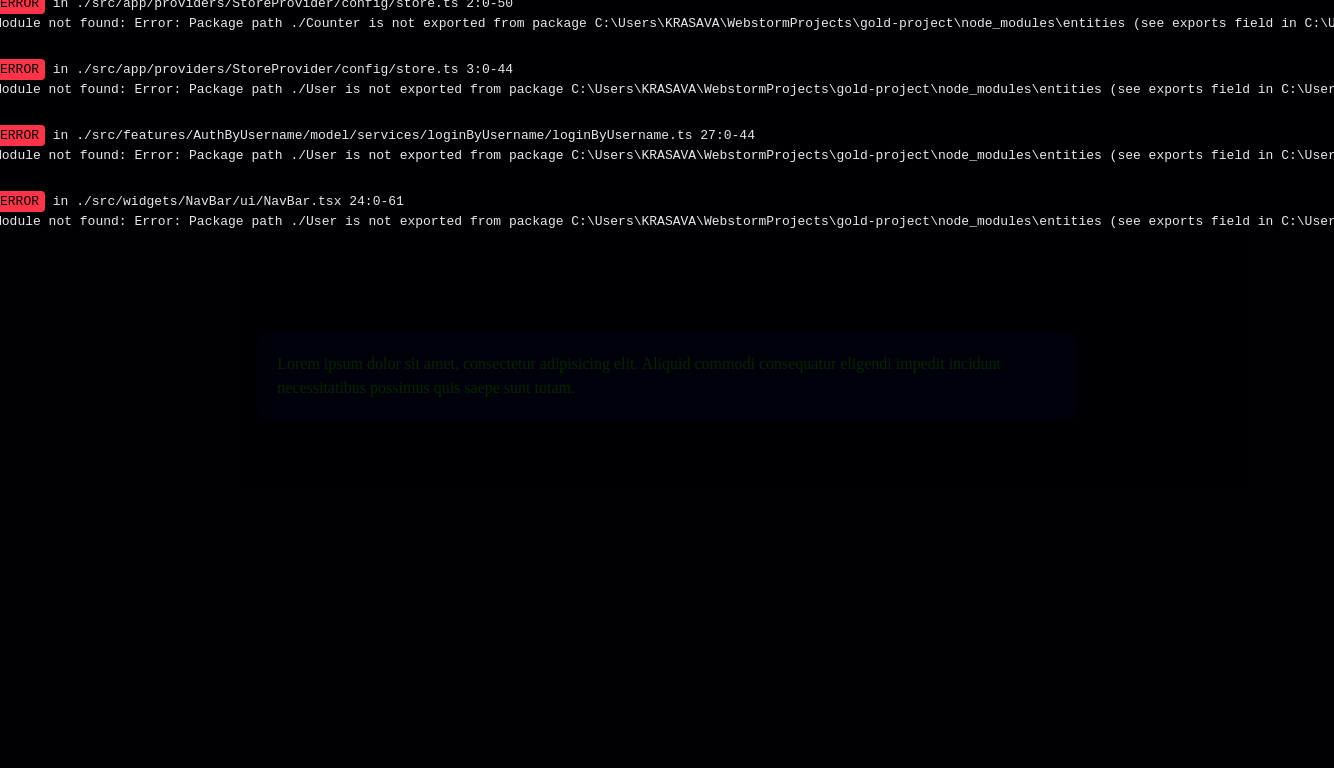 ERROR in ./src/app/providers/StoreProvider/config/store.ts 2:0-50
Module not found: Error: Package path ./Counter is not exported from package C:\Users\KRASAVA\WebstormProjects\gold-project\node_modules\entities (see exports field in C:\U
ERROR in ./src/app/providers/StoreProvider/config/store.ts 3:0-44
Module not found: Error: Package path ./User is not exported from package C:\Users\KRASAVA\WebstormProjects\gold-project\node_modules\entities (see exports field in C:\User
ERROR in ./src/features/AuthByUsername/model/services/loginByUsername/loginByUsername.ts 27:0-44
Module not found: Error: Package path ./User is not exported from package C:\Users\KRASAVA\WebstormProjects\gold-project\node_modules\entities (see exports field in C:\User
ERROR in ./src/widgets/NavBar/ui/NavBar.tsx 24:0-61
Module not found: Error: Package path ./User is not exported from package C:\Users\KRASAVA\WebstormProjects\gold-project\node_modules\entities (see exports field in C:\User
Lorem ipsum dolor sit amet, consectetur adipisicing elit. Aliquid commodi consequatur eligendi impedit incidunt
necessitatibus possimus quis saepe sunt totam.